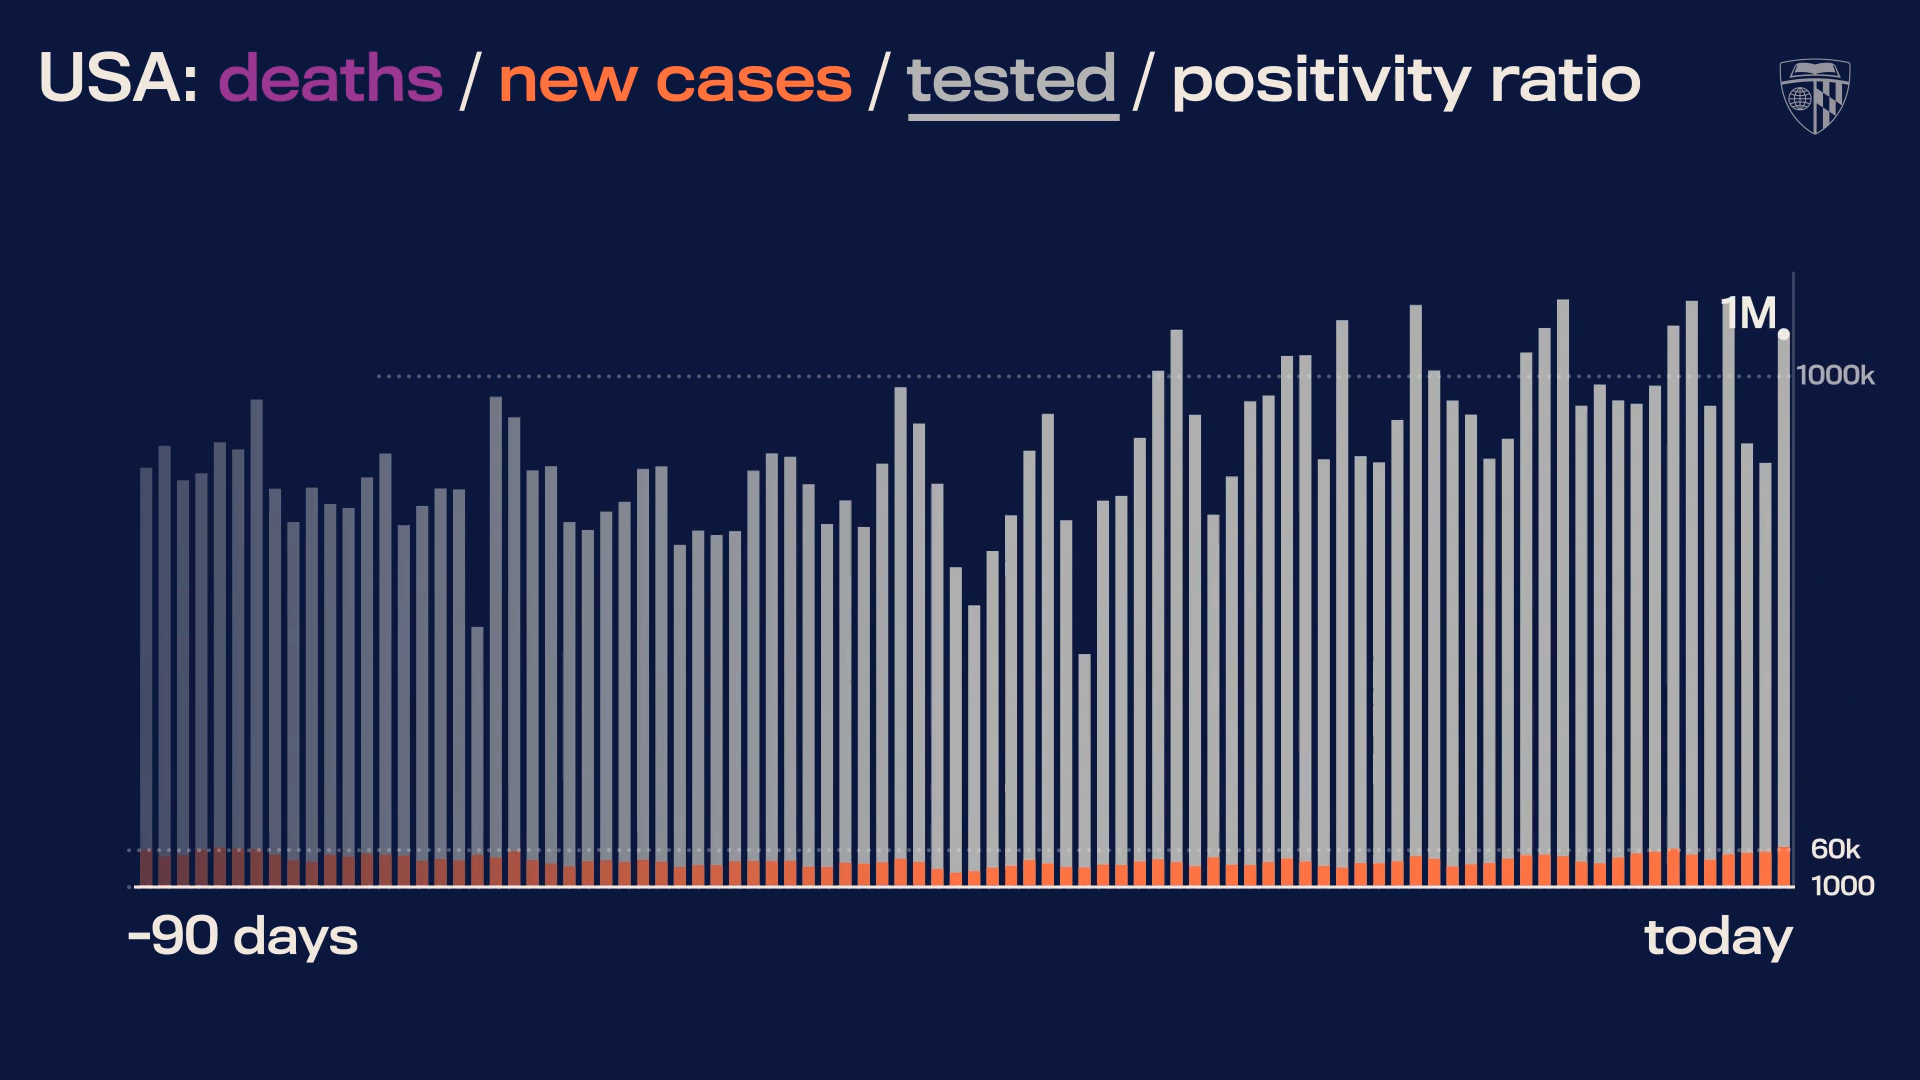 USA: deaths / new cases / tested / positivity ratio
1M
1000k
60k
1000
-90 days
today